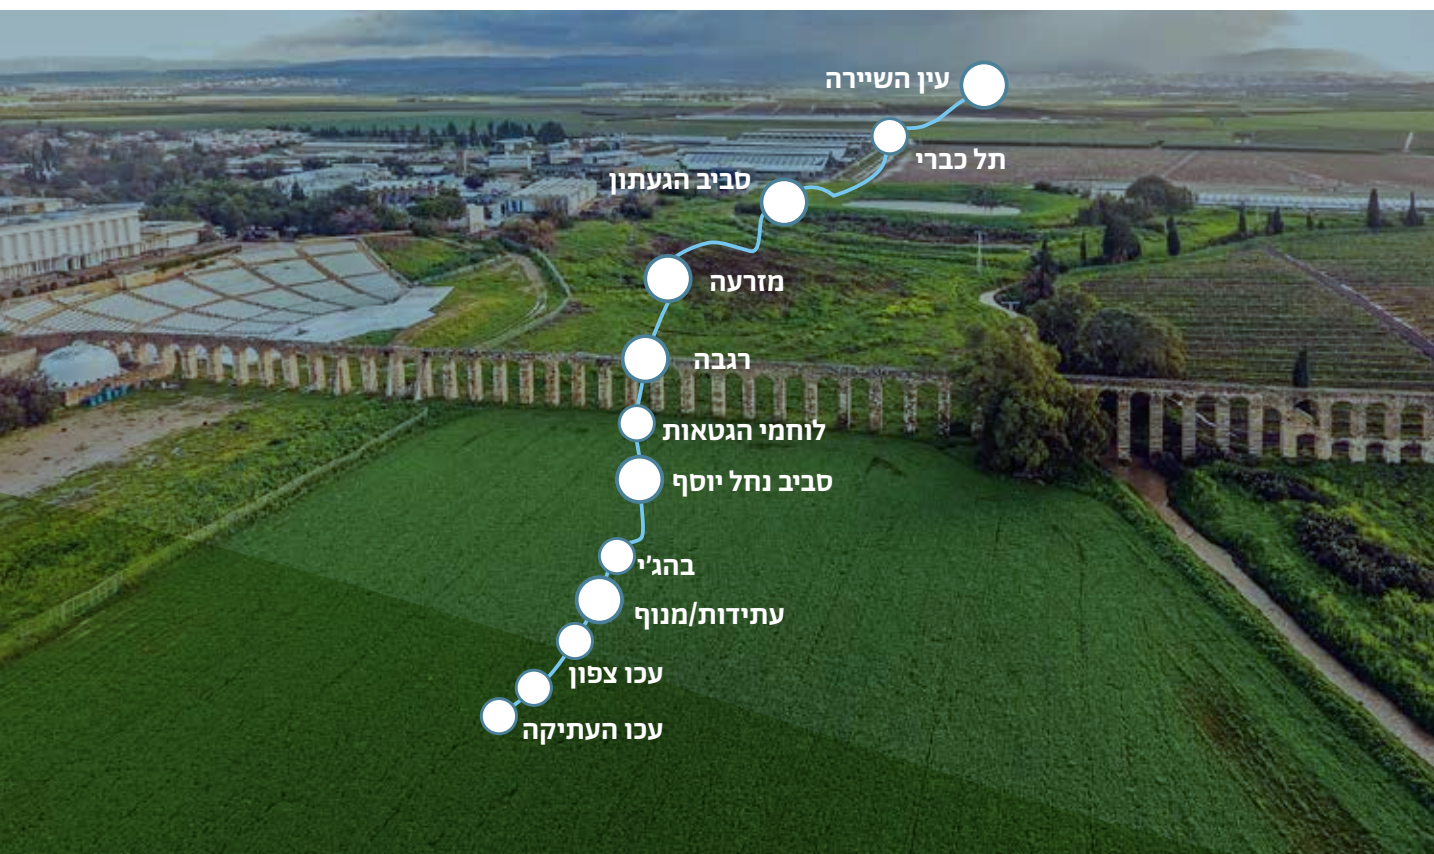 עין השיירה
תל כברי
סביב הגעתון
מזרעה
רגבה
לוחמי הגטאות
סביב נחל יוסף
בהג'י
עתידות/מנוף
עכו צפון
עכו העתיקה